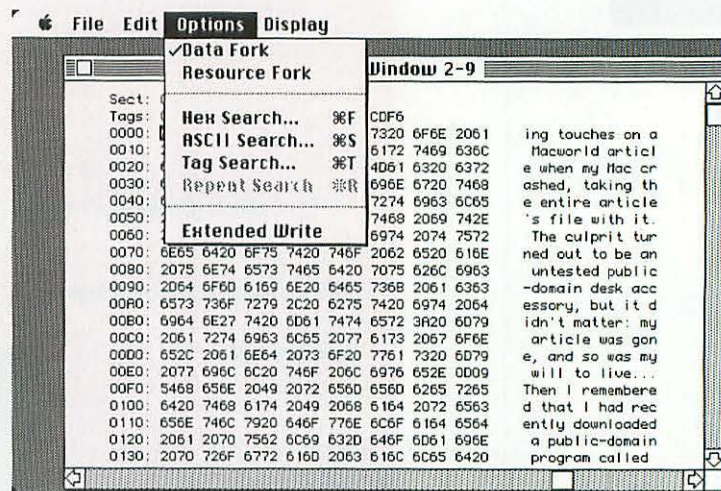 File Edit Options Display
✓Data Fork
Resource Fork
Hex Search... ⌘F
ASCII Search... ⌘S
Tag Search... ⌘T
Repeat Search ⌘R
Extended Write
Window 2-9
Sect:
Tags: CDF6
0000: 7320 6F6E 2061 ing touches on a
0010: 6172 7469 636C Macworld articl
0020: 4D61 6320 6372 e when my Mac cr
0030: 696E 6720 7468 ashed, taking th
0040: 7274 6963 6C65 e entire article
0050: 7468 2069 742E 's file with it.
0060: 6974 2074 7572 The culprit tur
0070: 6E65 6420 6F75 7420 746F 2062 6520 616E ned out to be an
0080: 2075 6E74 6573 7465 6420 7075 626C 6963 untested public
0090: 2D64 6F6D 6169 6E20 6465 736B 2061 6363 -domain desk acc
00A0: 6573 736F 7279 2C20 6275 7420 6974 2064 essory, but it d
00B0: 6964 6E27 7420 6D61 7474 6572 3A20 6D79 idn't matter: my
00C0: 2061 7274 6963 6C65 2077 6173 2067 6F6E article was gon
00D0: 652C 2061 6E64 2073 6F20 7761 7320 6D79 e, and so was my
00E0: 2077 696C 6C20 746F 206C 6976 652E 0D09 will to live...
00F0: 5468 656E 2049 2072 656D 656D 6265 7265 Then I remembere
0100: 6420 7468 6174 2049 2068 6164 2072 6563 d that I had rec
0110: 656E 746C 7920 646F 776E 6C6F 6164 6564 ently downloaded
0120: 2061 2070 7562 6C69 632D 646F 6D61 696E a public-domain
0130: 2070 726F 6772 616D 2063 616C 6C65 6420 program called